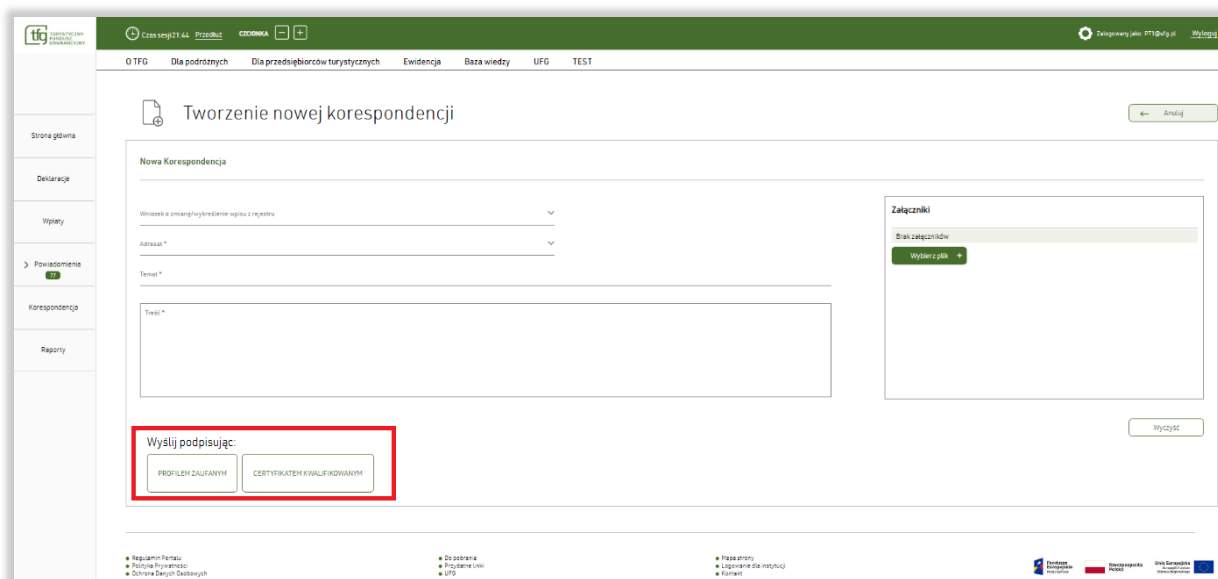 tfg TURYSTYCZNY FUNDUSZ GWARANCYJNY
Czas sesji 21:44 Przedłuż CZCIONKA − + Zalogowany jako: PT1@ufg.pl Wyloguj
O TFG Dla podróżnych Dla przedsiębiorców turystycznych Ewidencja Baza wiedzy UFG TEST
Tworzenie nowej korespondencji
← Anuluj
Strona główna
Deklaracje
Wpłaty
> Powiadomienia
77
Korespondencja
Raporty
Nowa Korespondencja
Wniosek o zmianę/wykreślenie wpisu z rejestru
Adresat *
Temat *
Treść *
Załączniki
Brak załączników
Wybierz plik +
Wyczyść
Wyślij podpisując:
PROFILEM ZAUFANYM CERTYFIKATEM KWALIFIKOWANYM
Regulamin Portalu
Polityka Prywatności
Ochrona Danych Osobowych
Do pobrania
Przydatne linki
UFG
Mapa strony
Logowanie dla instytucji
Kontakt
Fundusze
Europejskie
Rzeczpospolita
Polska
Unia Europejska